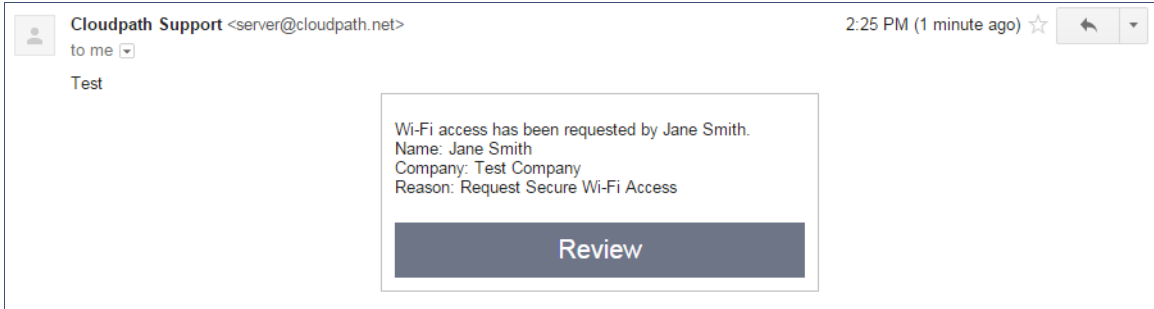 Cloudpath Support <server@cloudpath.net> 2:25 PM (1 minute ago)
to me
Test
Wi-Fi access has been requested by Jane Smith.
Name: Jane Smith
Company: Test Company
Reason: Request Secure Wi-Fi Access
Review